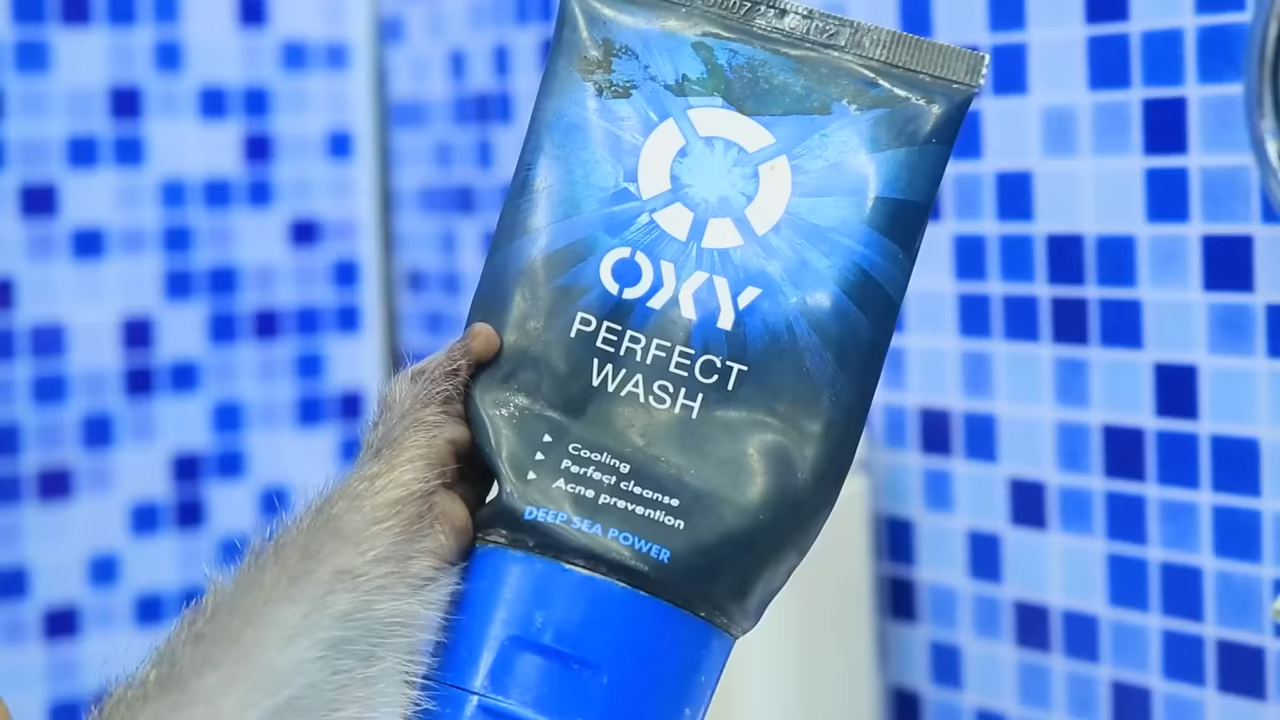 OXY
PERFECT
WASH
Cooling
Perfect cleanse
Acne prevention
DEEP SEA POWER